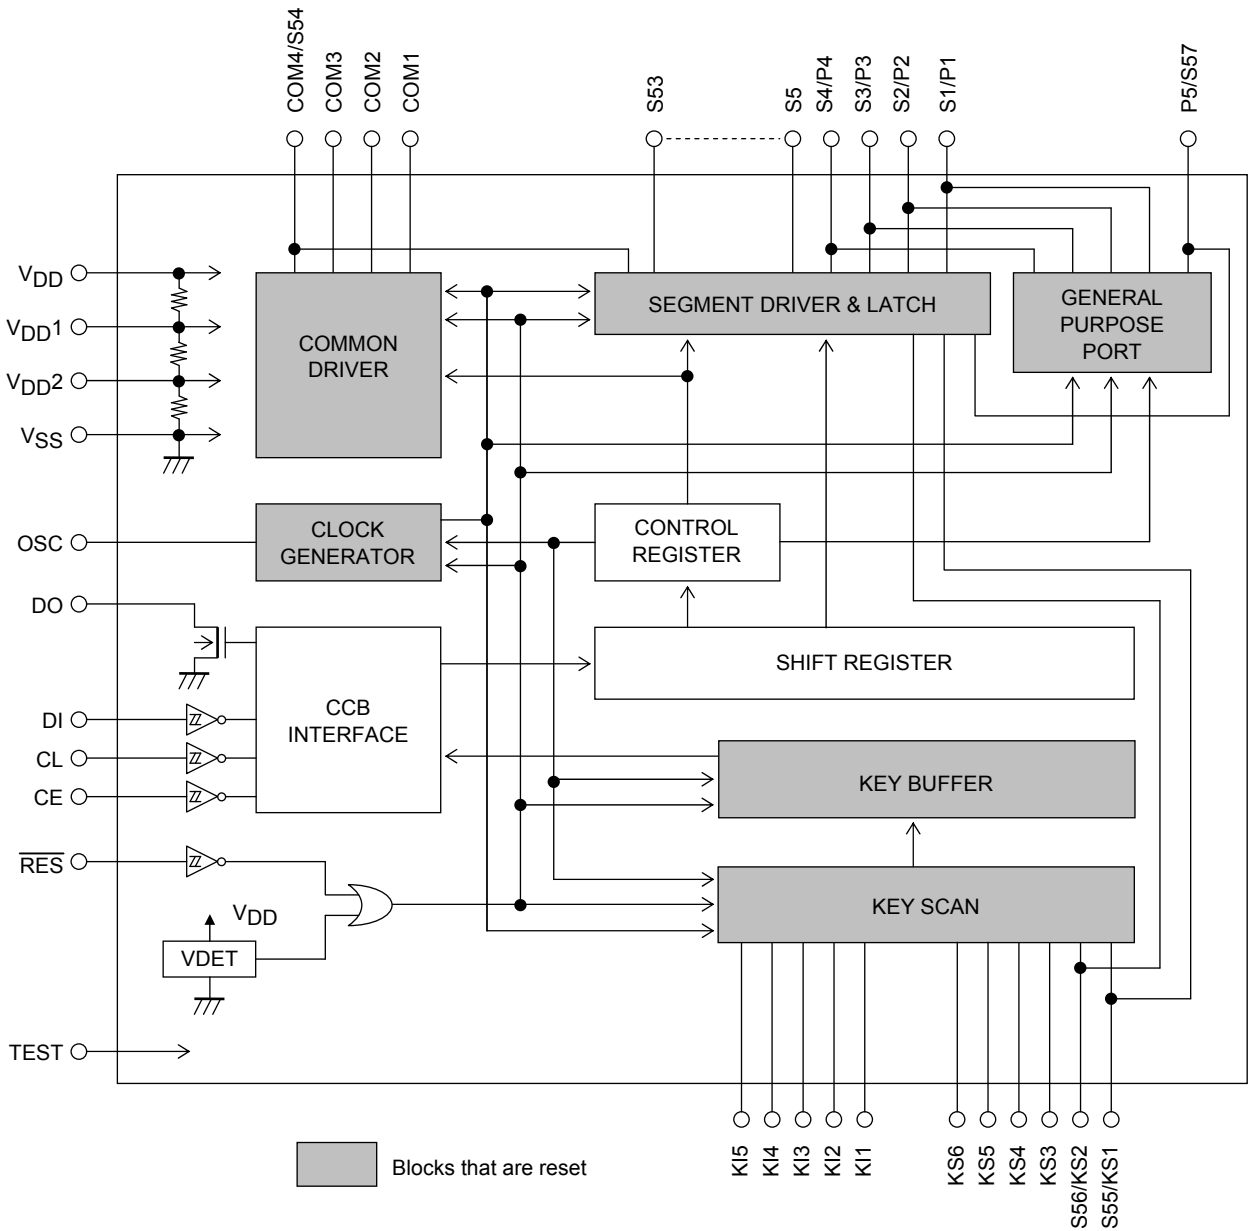 COM4/S54
COM3
COM2
COM1
S53
S5
S4/P4
S3/P3
S2/P2
S1/P1
P5/S57
VDD
VDD1
VDD2
VSS
COMMON
DRIVER
SEGMENT DRIVER & LATCH
GENERAL
PURPOSE
PORT
OSC
CLOCK
GENERATOR
CONTROL
REGISTER
DO
SHIFT REGISTER
CCB
INTERFACE
DI
CL
CE
KEY BUFFER
RES
VDD
VDET
KEY SCAN
TEST
KI5
KI4
KI3
KI2
KI1
KS6
KS5
KS4
KS3
S56/KS2
S55/KS1
Blocks that are reset